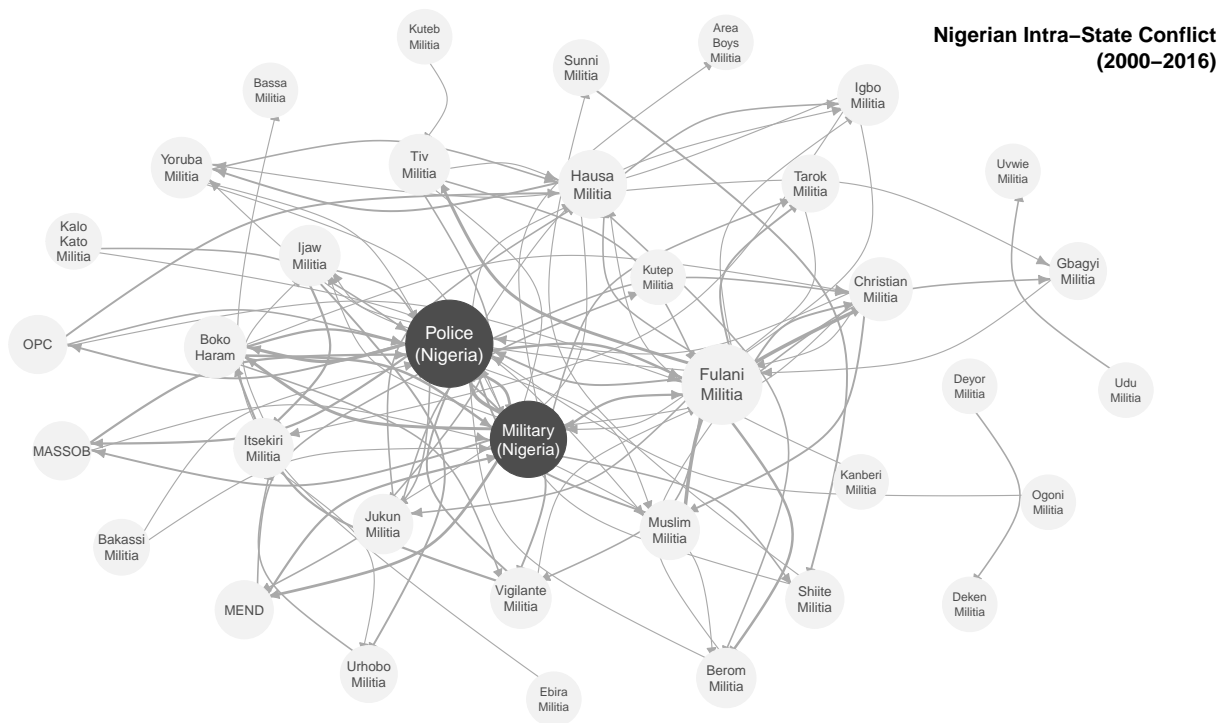 Nigerian Intra−State Conflict
(2000−2016)
Kuteb
Militia
Area
Boys
Militia
Sunni
Militia
Bassa
Militia
Igbo
Militia
Yoruba
Militia
Tiv
Militia
Hausa
Militia
Tarok
Militia
Uvwie
Militia
Kalo
Kato
Militia
Ijaw
Militia
Kutep
Militia
Christian
Militia
Gbagyi
Militia
OPC
Boko
Haram
Police
(Nigeria)
Fulani
Militia
Deyor
Militia
Udu
Militia
MASSOB
Itsekiri
Militia
Military
(Nigeria)
Kanberi
Militia
Ogoni
Militia
Bakassi
Militia
Jukun
Militia
Muslim
Militia
MEND
Vigilante
Militia
Shiite
Militia
Deken
Militia
Urhobo
Militia
Ebira
Militia
Berom
Militia